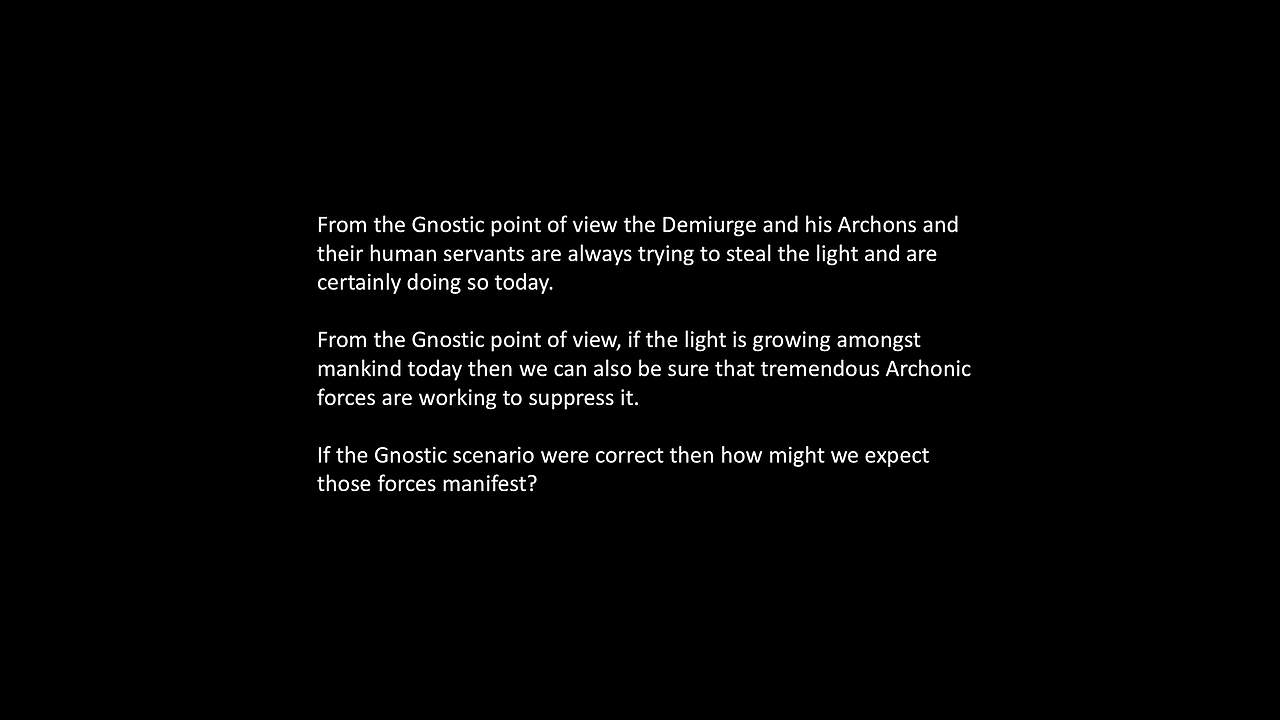 From the Gnostic point of view the Demiurge and his Archons and
their human servants are always trying to steal the light and are
certainly doing so today.
From the Gnostic point of view, if the light is growing amongst
mankind today then we can also be sure that tremendous Archonic
forces are working to suppress it.
If the Gnostic scenario were correct then how might we expect
those forces manifest?